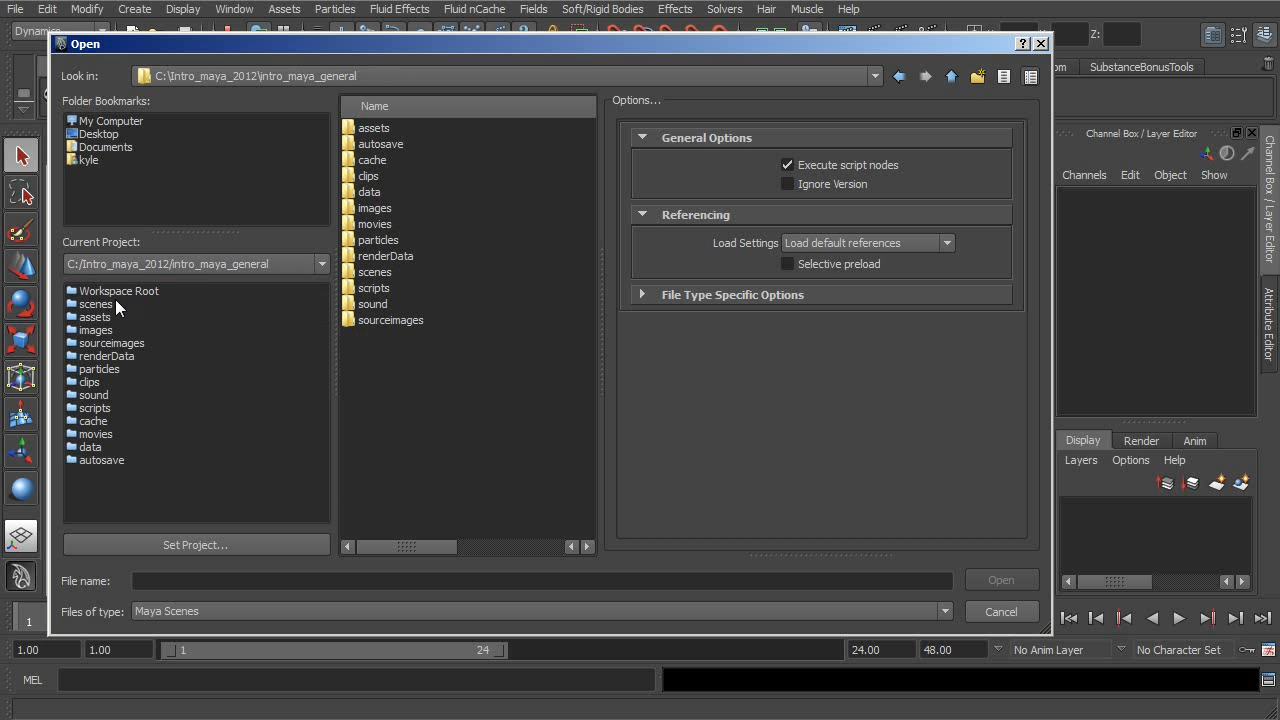 File Edit Modify Create Display Window Assets Particles Fluid Effects Fluid nCache Fields Soft/Rigid Bodies Effects Solvers Hair Muscle Help
Dynamics
Z:
Open
SubstanceBonusTools
Look in: C:\Intro_maya_2012\intro_maya_general
Folder Bookmarks:
My Computer
Desktop
Documents
kyle
Current Project:
C:/Intro_maya_2012/intro_maya_general
Workspace Root
scenes
assets
images
sourceimages
renderData
particles
clips
sound
scripts
cache
movies
data
autosave
Set Project...
Name
assets
autosave
cache
clips
data
images
movies
particles
renderData
scenes
scripts
sound
sourceimages
Options...
General Options
Execute script nodes
Ignore Version
Referencing
Load Settings Load default references
Selective preload
File Type Specific Options
File name:
Open
Files of type: Maya Scenes
Cancel
Channel Box / Layer Editor
Channels Edit Object Show
Channel Box / Layer Editor
Attribute Editor
Display Render Anim
Layers Options Help
1
1.00 1.00 1 24 24.00 48.00 No Anim Layer No Character Set
MEL